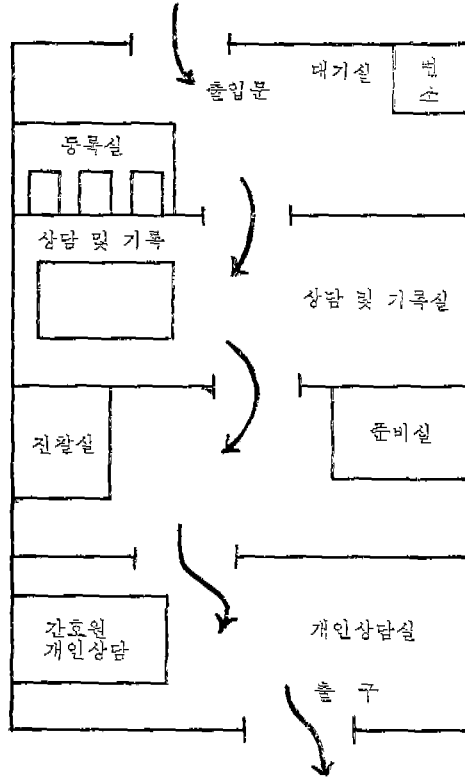 대기실
변
소
출입문
등록실
상담 및 기록
상담 및 기록실
진찰실
준비실
간호원
개인상담
개인상담실
출 구